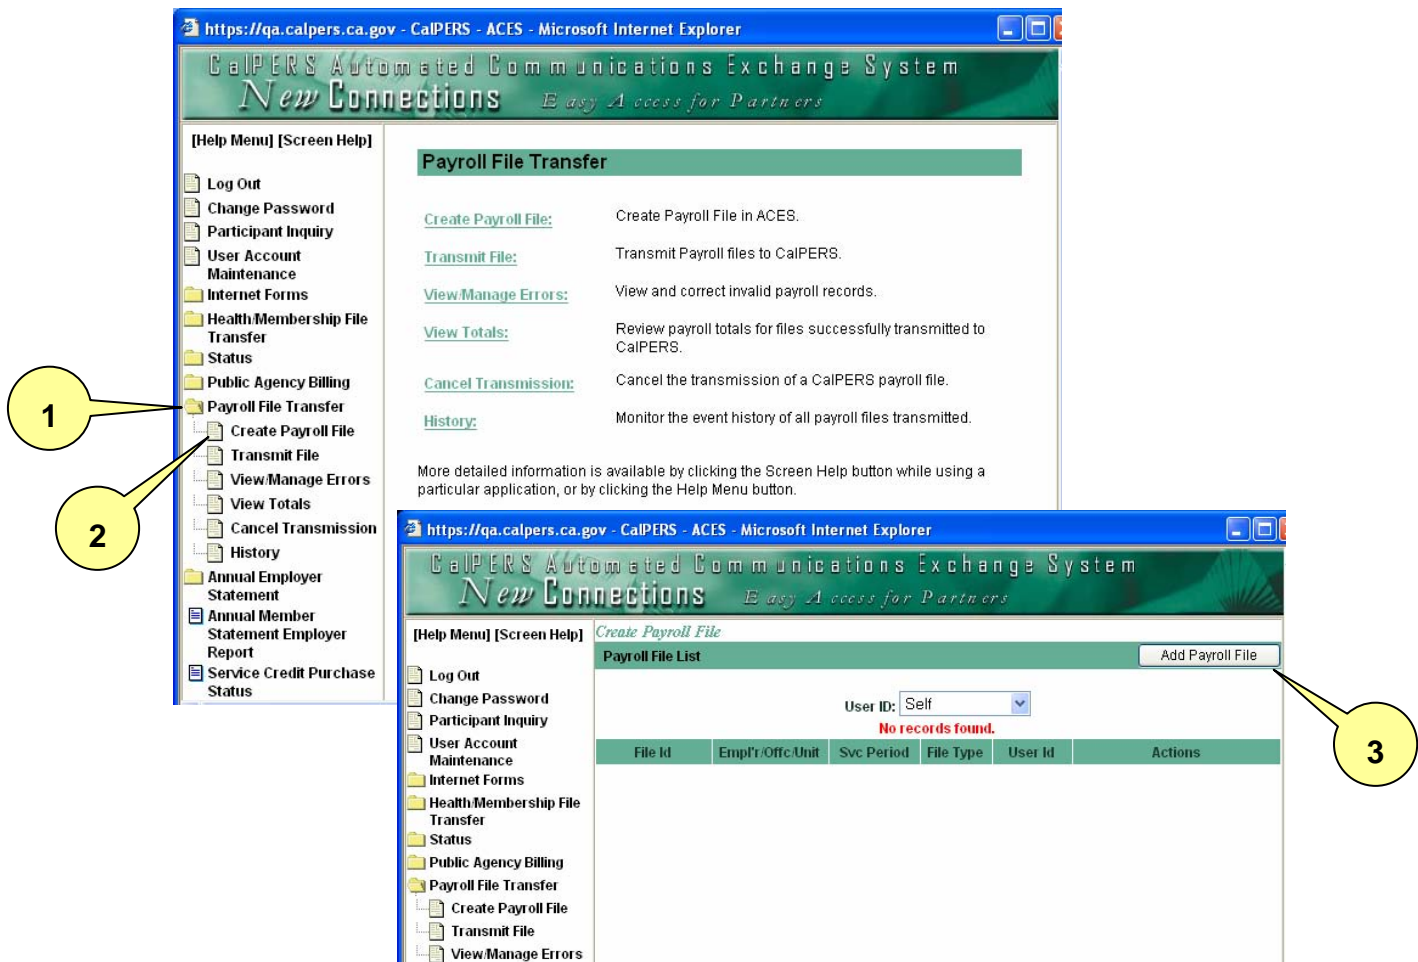 https://qa.calpers.ca.gov - CalPERS - ACES - Microsoft Internet Explorer
CalPERS Automated Communications Exchange System
New Connections Easy Access for Partners
[Help Menu] [Screen Help]
Log Out
Change Password
Participant Inquiry
User Account
Maintenance
Internet Forms
Health/Membership File
Transfer
Status
Public Agency Billing
Payroll File Transfer
Create Payroll File
Transmit File
View/Manage Errors
View Totals
Cancel Transmission
History
Annual Employer
Statement
Annual Member
Statement Employer
Report
Service Credit Purchase
Status
Payroll File Transfer
Create Payroll File: Create Payroll File in ACES.
Transmit File: Transmit Payroll files to CalPERS.
View/Manage Errors: View and correct invalid payroll records.
View Totals: Review payroll totals for files successfully transmitted to
CalPERS.
Cancel Transmission: Cancel the transmission of a CalPERS payroll file.
History: Monitor the event history of all payroll files transmitted.
More detailed information is available by clicking the Screen Help button while using a
particular application, or by clicking the Help Menu button.
1
2
https://qa.calpers.ca.gov - CalPERS - ACES - Microsoft Internet Explorer
CalPERS Automated Communications Exchange System
New Connections Easy Access for Partners
[Help Menu] [Screen Help]
Log Out
Change Password
Participant Inquiry
User Account
Maintenance
Internet Forms
Health/Membership File
Transfer
Status
Public Agency Billing
Payroll File Transfer
Create Payroll File
Transmit File
View/Manage Errors
Create Payroll File
Payroll File List Add Payroll File
User ID: Self
No records found.
File Id Empl'r/Offc/Unit Svc Period File Type User Id Actions
3